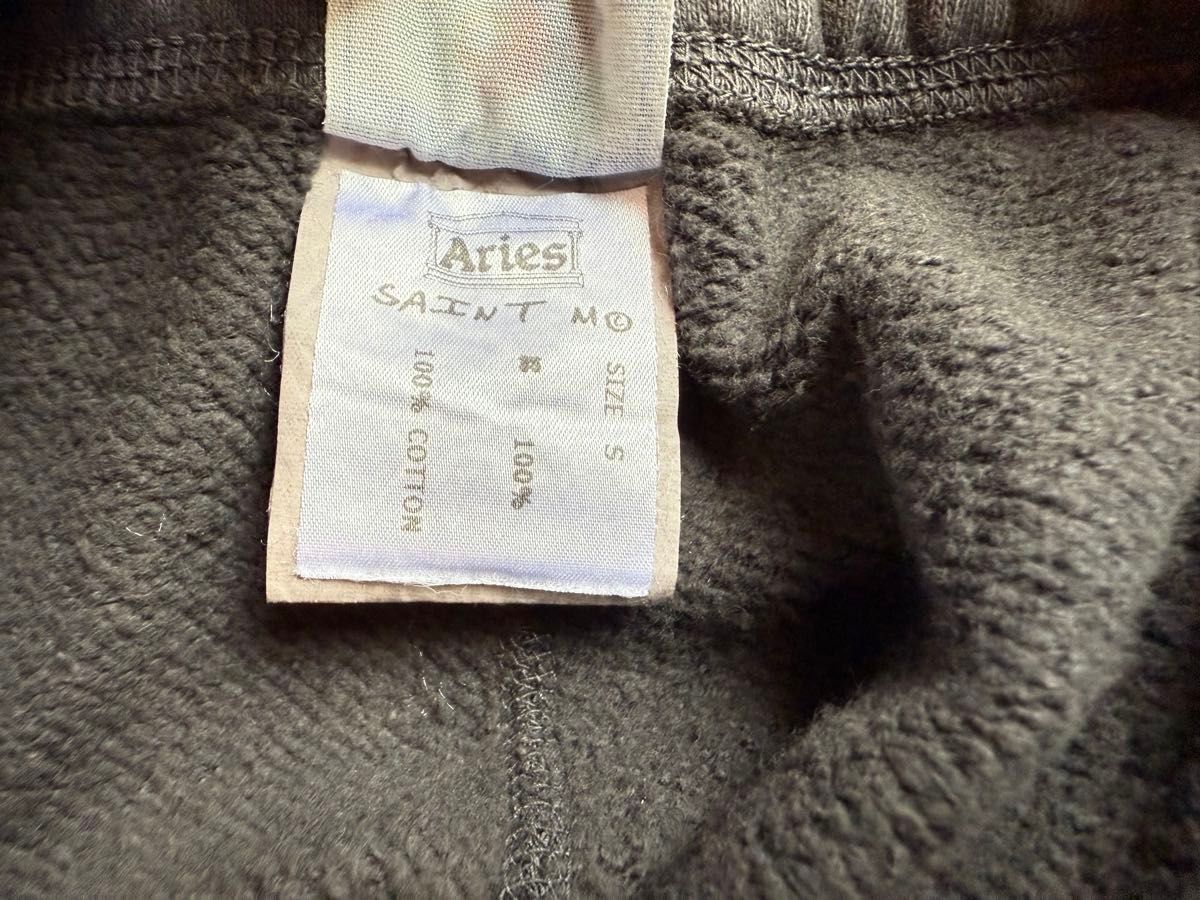 Aries
SAINT M©
SIZE S
100%
100% COTTON